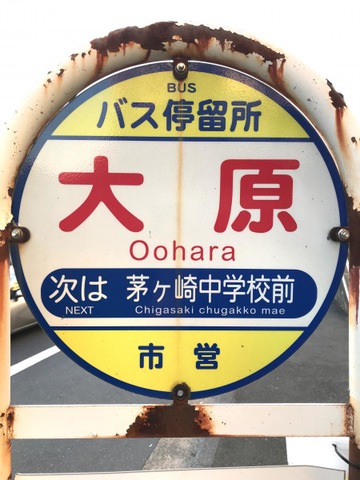 BUS
バス停留所
大原
Oohara
次は 茅ヶ崎中学校前
NEXT Chigasaki chugakko mae
市営